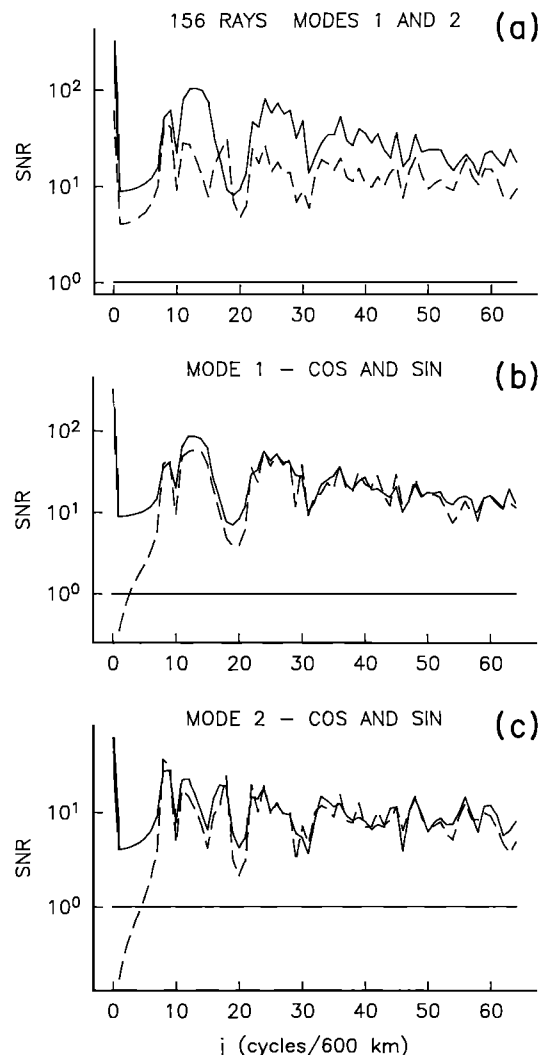 156 RAYS MODES 1 AND 2 (a)
10²
10¹
10⁰
SNR
0 10 20 30 40 50 60
MODE 1 – COS AND SIN (b)
10²
10¹
10⁰
SNR
0 10 20 30 40 50 60
MODE 2 – COS AND SIN (c)
10¹
10⁰
SNR
0 10 20 30 40 50 60
j (cycles/600 km)